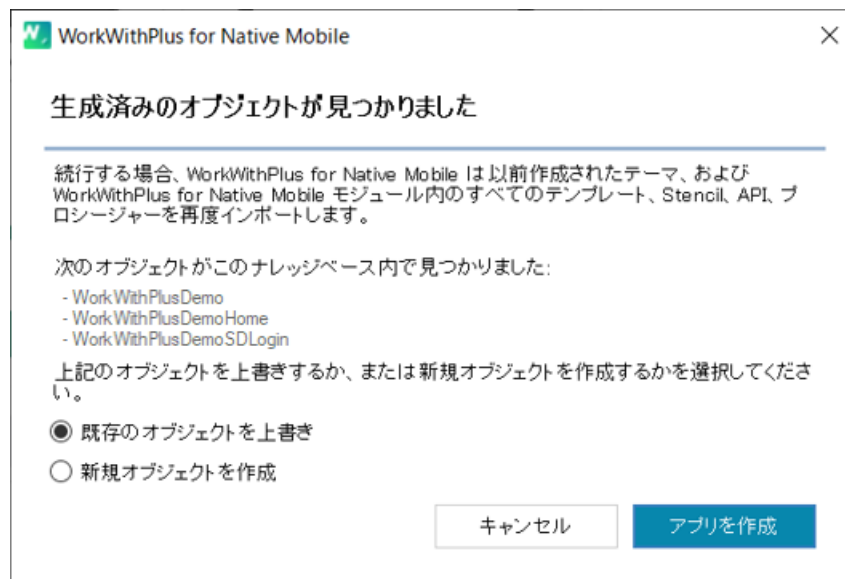 WorkWithPlus for Native Mobile
生成済みのオブジェクトが見つかりました
続行する場合、WorkWithPlus for Native Mobile は以前作成されたテーマ、および
WorkWithPlus for Native Mobile モジュール内のすべてのテンプレート、Stencil、API、プ
ロシージャーを再度インポートします。
次のオブジェクトがこのナレッジベース内で見つかりました:
- WorkWithPlusDemo
- WorkWithPlusDemoHome
- WorkWithPlusDemoSDLogin
上記のオブジェクトを上書きするか、または新規オブジェクトを作成するかを選択してくださ
い。
既存のオブジェクトを上書き
新規オブジェクトを作成
キャンセル アプリを作成